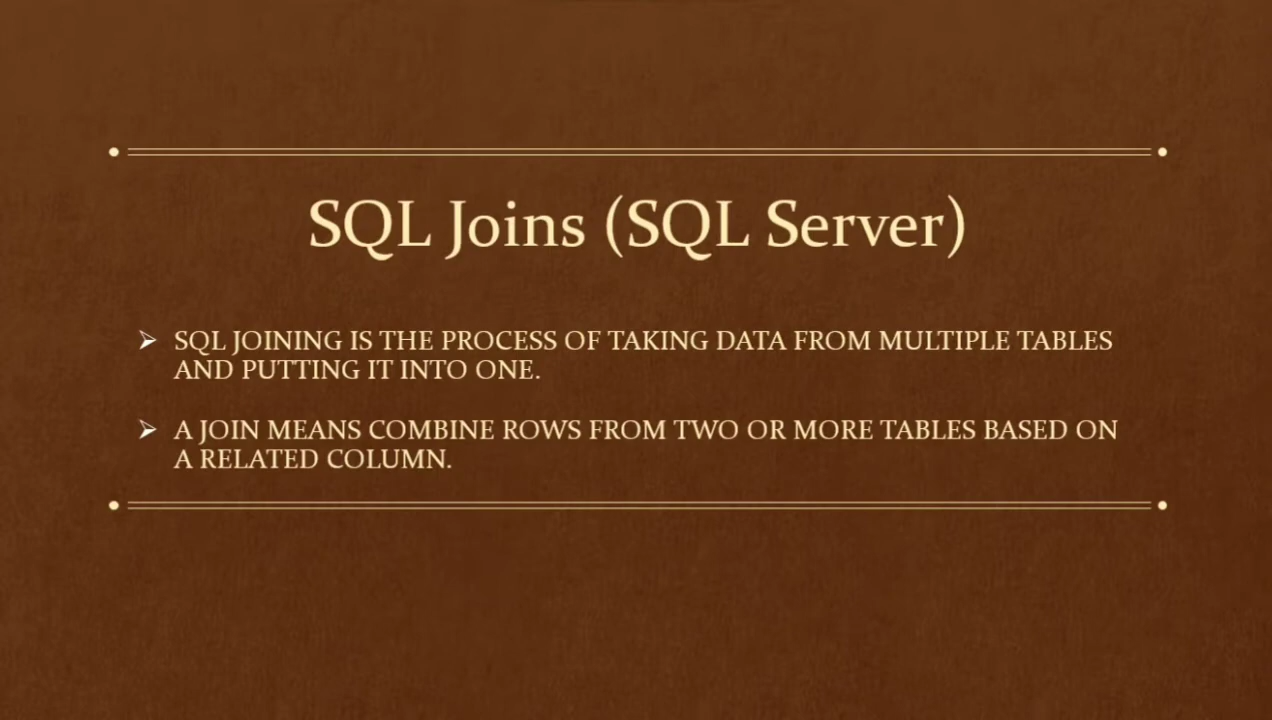 SQL Joins (SQL Server)
➢ SQL JOINING IS THE PROCESS OF TAKING DATA FROM MULTIPLE TABLES
AND PUTTING IT INTO ONE.
➢ A JOIN MEANS COMBINE ROWS FROM TWO OR MORE TABLES BASED ON
A RELATED COLUMN.